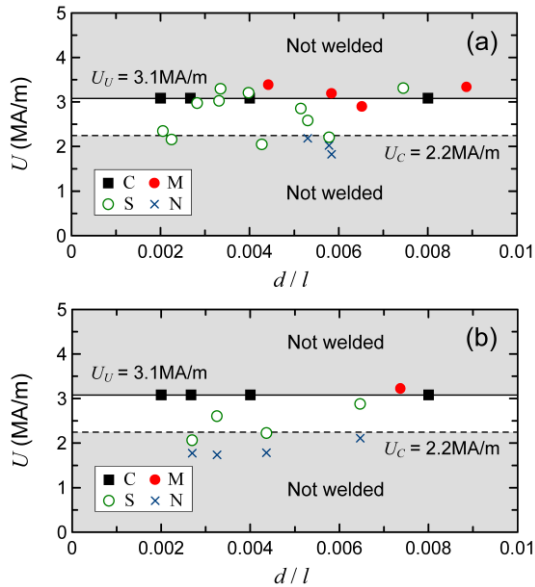 5
Not welded
(a)
4
U_U = 3.1MA/m
3
U (MA/m)
2
U_C = 2.2MA/m
C M
S N
1
Not welded
0
0 0.002 0.004 0.006 0.008 0.01
d / l
5
Not welded
(b)
4
U_U = 3.1MA/m
3
U (MA/m)
2
U_C = 2.2MA/m
C M
S N
1
Not welded
0
0 0.002 0.004 0.006 0.008 0.01
d / l